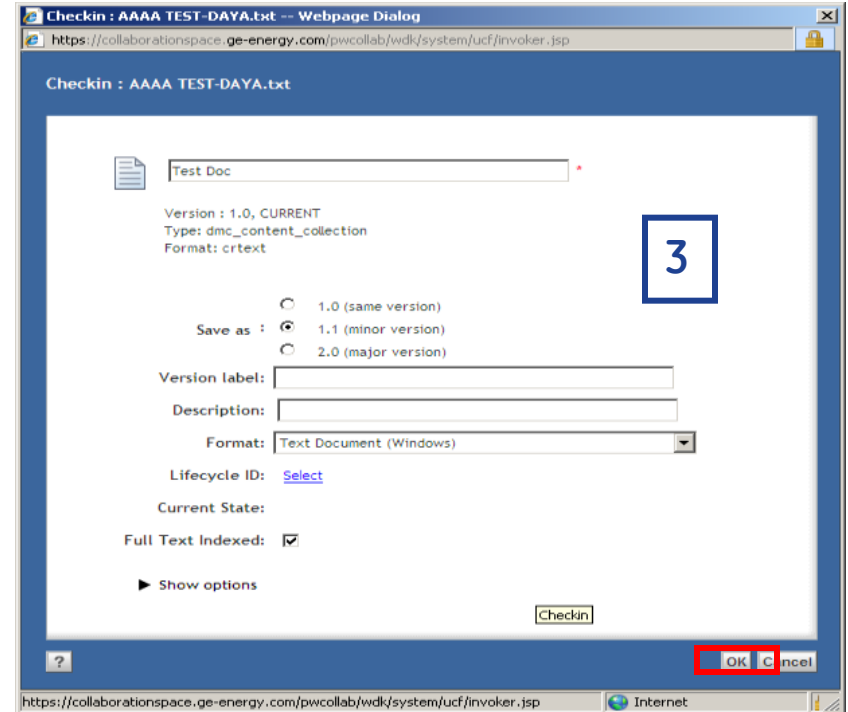 Checkin : AAAA TEST-DAYA.txt -- Webpage Dialog
https://collaborationspace.ge-energy.com/pwcollab/wdk/system/ucf/invoker.jsp
Checkin : AAAA TEST-DAYA.txt
Test Doc *
Version : 1.0, CURRENT
Type: dmc_content_collection
Format: crtext
3
1.0 (same version)
Save as : 1.1 (minor version)
2.0 (major version)
Version label:
Description:
Format: Text Document (Windows)
Lifecycle ID: Select
Current State:
Full Text Indexed:
Show options
Checkin
? OK Cancel
https://collaborationspace.ge-energy.com/pwcollab/wdk/system/ucf/invoker.jsp Internet